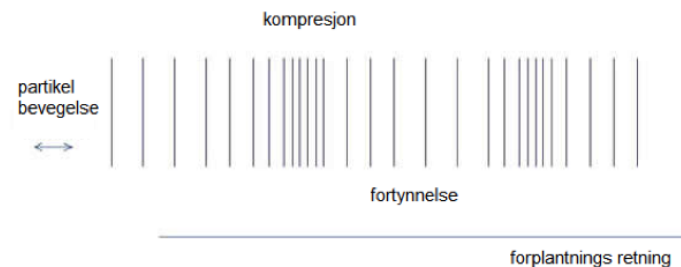 kompresjon
partikel
bevegelse
fortynnelse
forplantnings retning